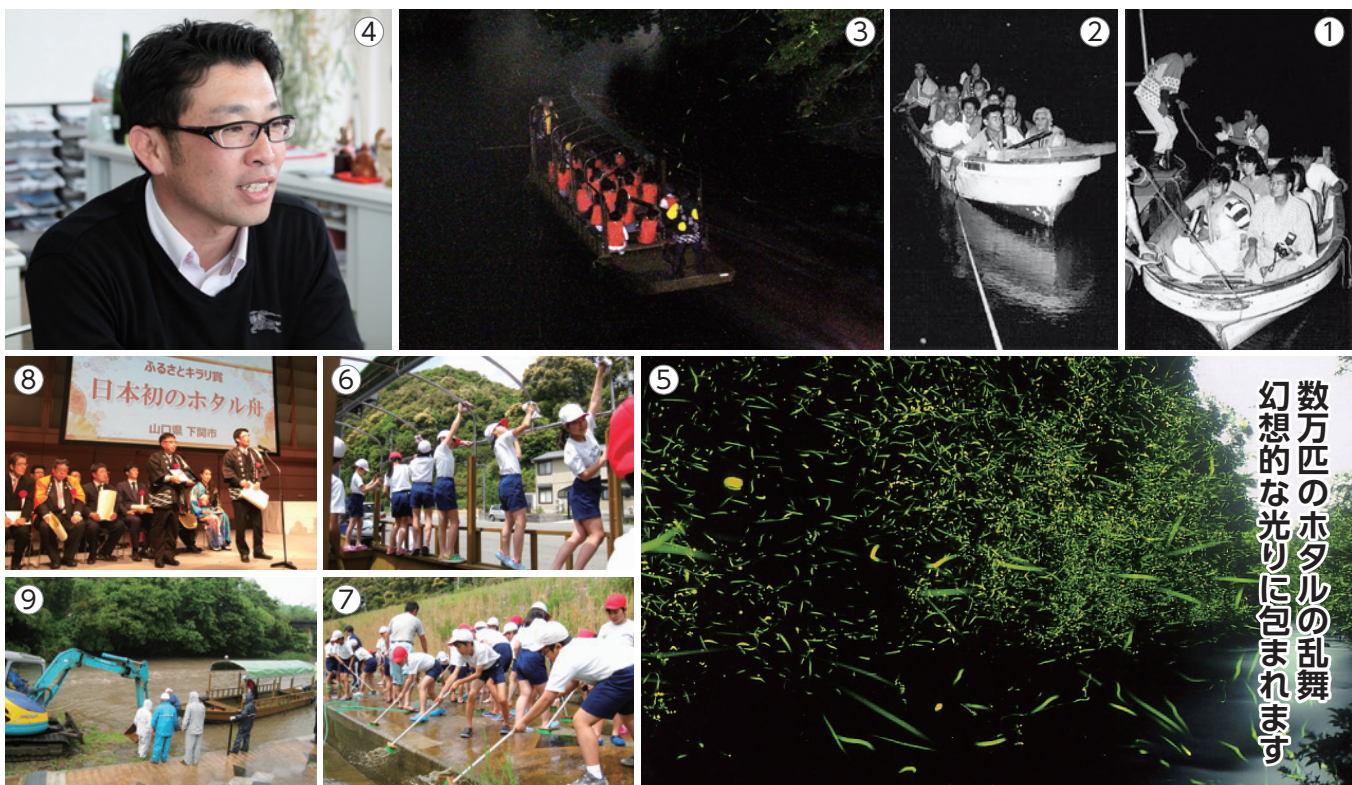 ①
②
③
④
数万匹のホタルの乱舞
幻想的な光りに包まれます
⑤
⑥
⑦
ふるさとキラリ賞
日本初のホタル舟
山口県 下関市
⑧
⑨